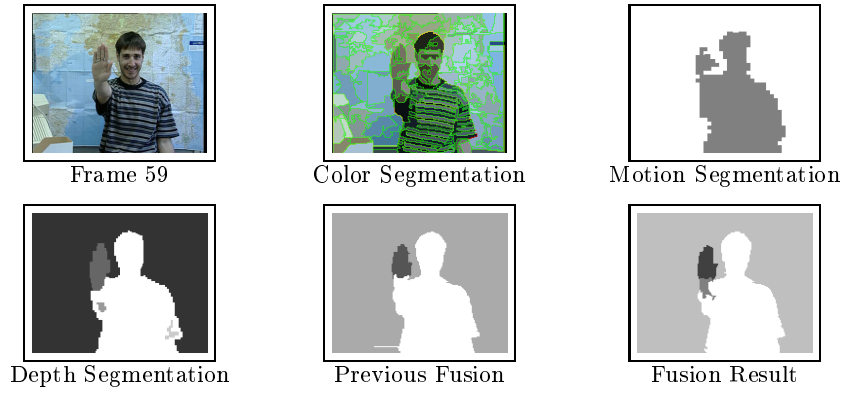 Frame 59
Color Segmentation
Motion Segmentation
Depth Segmentation
Previous Fusion
Fusion Result